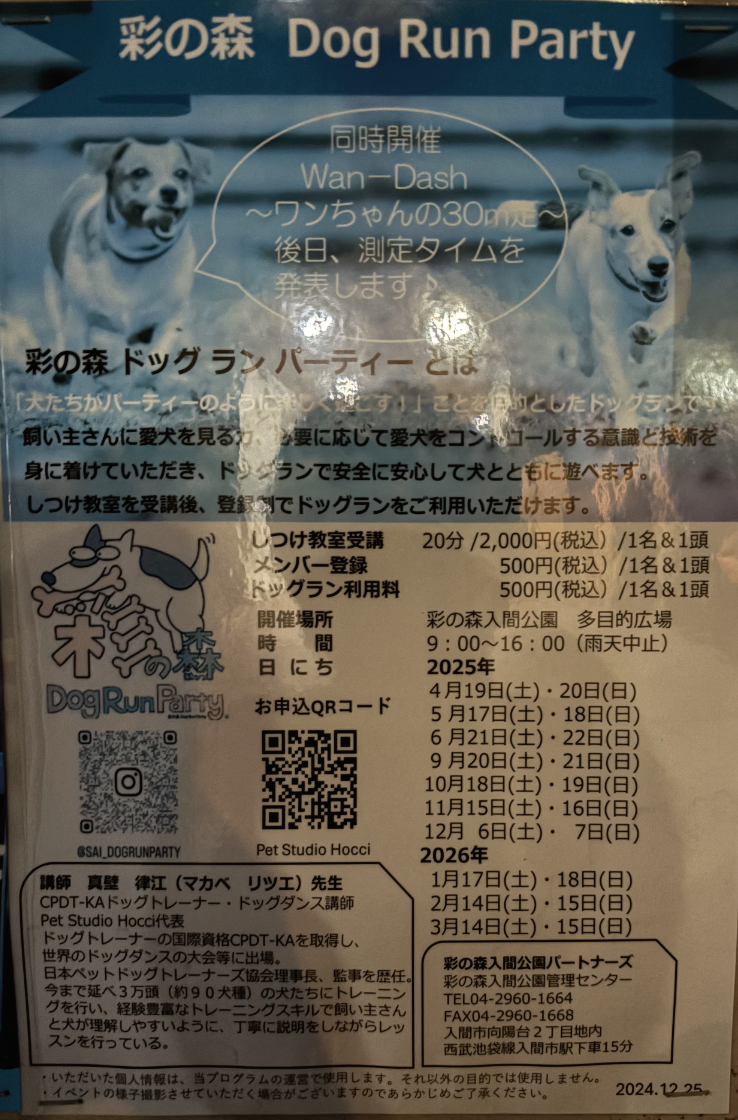 彩の森 Dog Run Party
同時開催
Wan－Dash
～ワンちゃんの30m走～
後日、測定タイムを
発表します♪
彩の森 ドッグ ラン パーティー とは
「犬たちがパーティーのように楽しく過ごす！」ことを目的としたドッグランです
飼い主さんに愛犬を見る力、必要に応じて愛犬をコントロールする意識と技術を
身に着けていただき、ドッグランで安全に安心して犬とともに遊べます。
しつけ教室を受講後、登録制でドッグランをご利用いただけます。
しつけ教室受講 20分 /2,000円(税込）/1名＆1頭
メンバー登録 500円(税込）/1名＆1頭
ドッグラン利用料 500円(税込）/1名＆1頭
開催場所 彩の森入間公園 多目的広場
時 間 9：00～16：00（雨天中止）
日 にち 2025年
4月19日(土)・20日(日)
5月17日(土)・18日(日)
6月21日(土)・22日(日)
9月20日(土)・21日(日)
10月18日(土)・19日(日)
11月15日(土)・16日(日)
12月 6日(土)・ 7日(日)
2026年
1月17日(土)・18日(日)
2月14日(土)・15日(日)
3月14日(土)・15日(日)
彩の森
Dog Run Party
お申込QRコード
@SAI_DOGRUNPARTY
Pet Studio Hocci
講師 真壁 律江（マカベ リツエ）先生
CPDT-KAドッグトレーナー・ドッグダンス講師
Pet Studio Hocci代表
ドッグトレーナーの国際資格CPDT-KAを取得し、
世界のドッグダンスの大会等に出場。
日本ペットドッグトレーナーズ協会理事長、監事を歴任。
今まで延べ３万頭（約９０犬種）の犬たちにトレーニン
グを行い、経験豊富なトレーニングスキルで飼い主さん
と犬が理解しやすいように、丁寧に説明をしながらレッ
スンを行っている。
彩の森入間公園パートナーズ
彩の森入間公園管理センター
TEL04-2960-1664
FAX04-2960-1668
入間市向陽台２丁目地内
西武池袋線入間市駅下車15分
・いただいた個人情報は、当プログラムの運営で使用します。それ以外の目的では使用しません。
・イベントの様子撮影させていただく場合がございますのであらかじめご了承ください。
2024.12.25